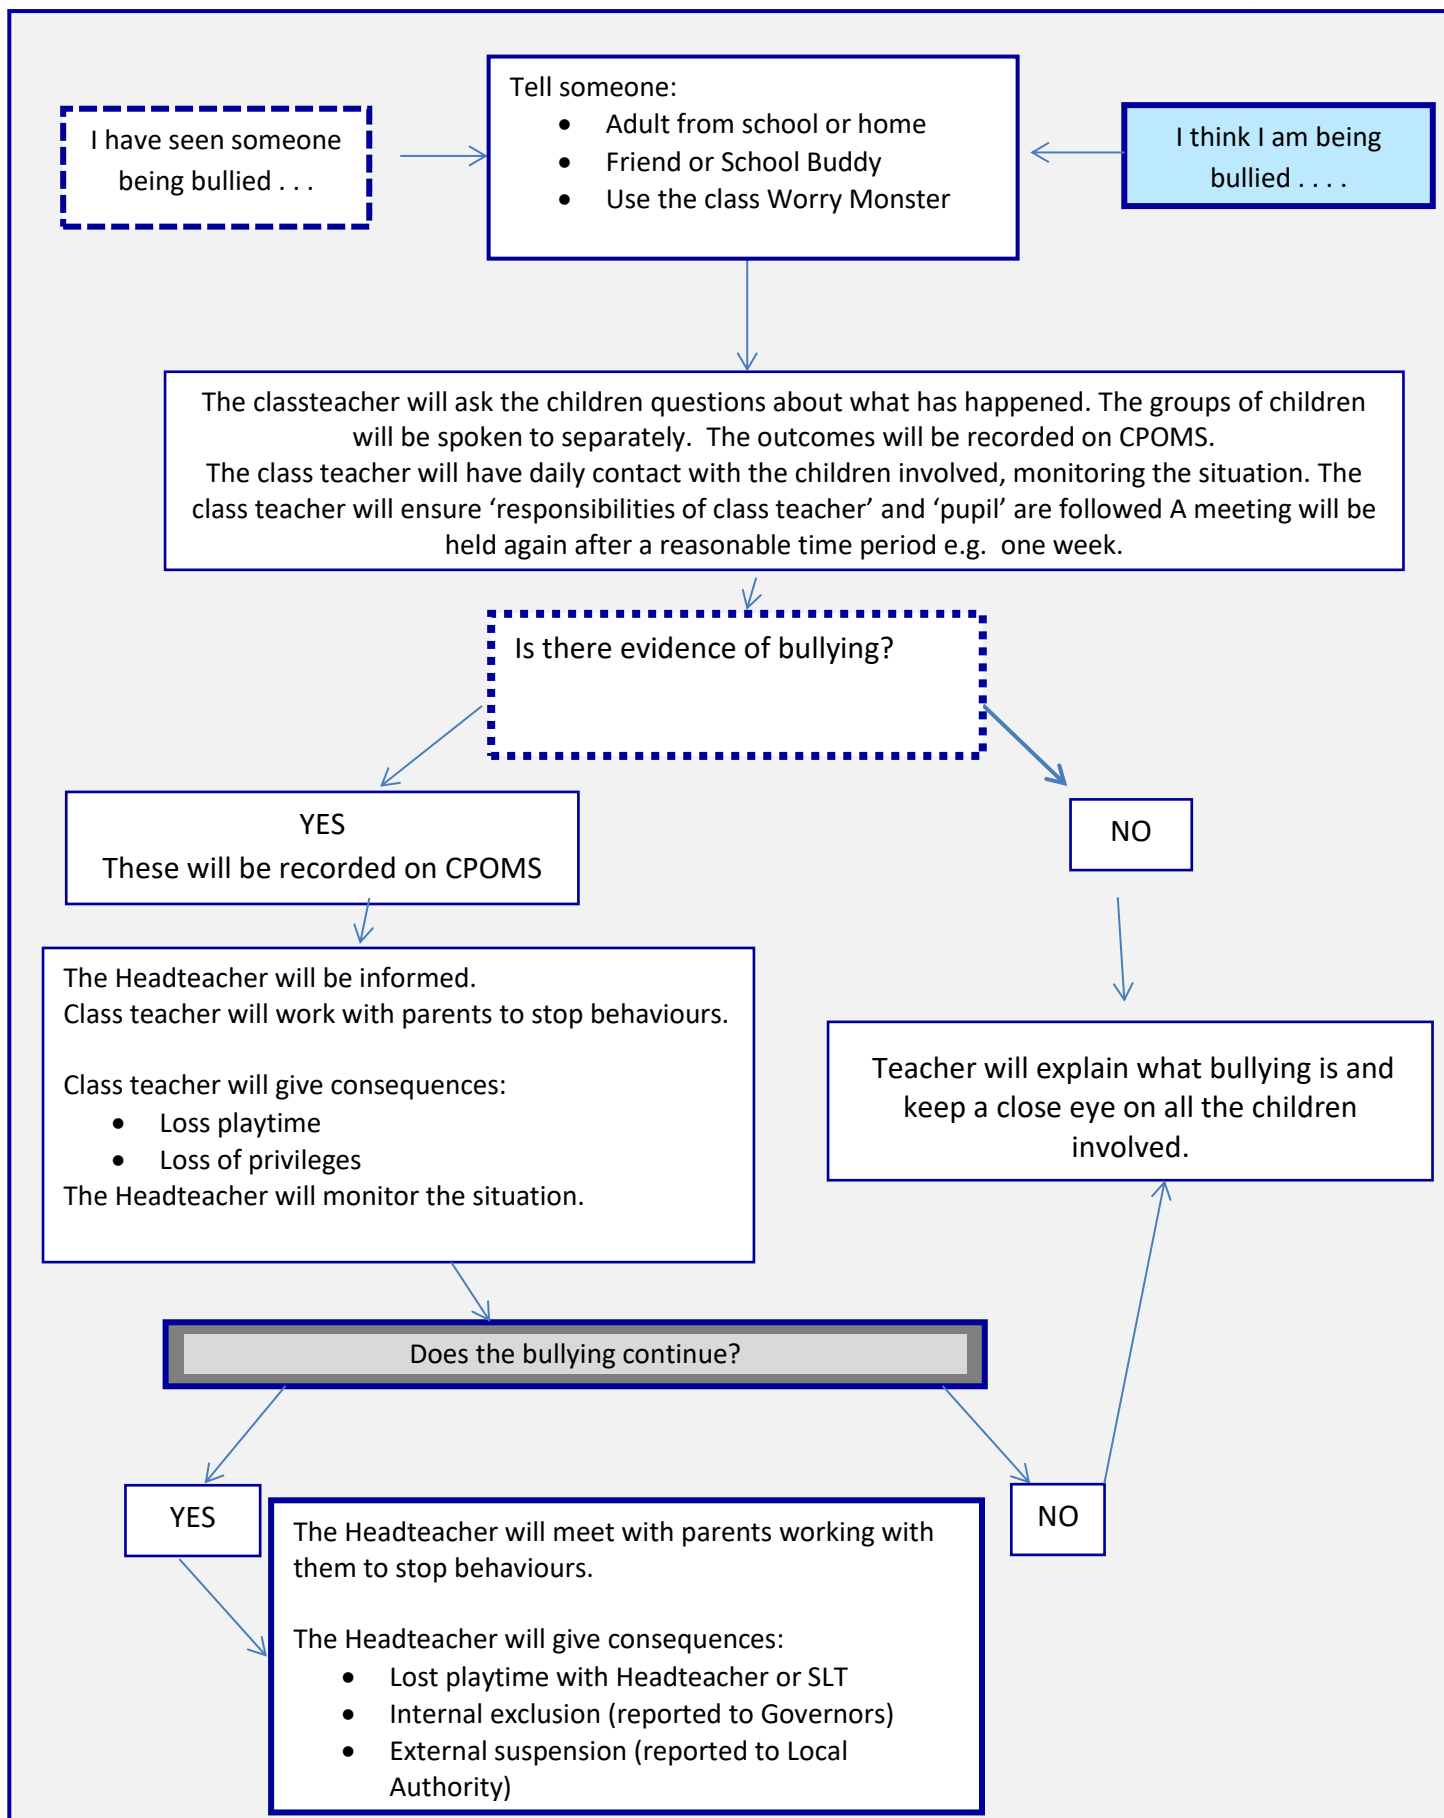 I have seen someone
being bullied . . .
Tell someone:
• Adult from school or home
• Friend or School Buddy
• Use the class Worry Monster
I think I am being
bullied . . . .
The classteacher will ask the children questions about what has happened. The groups of children
will be spoken to separately.  The outcomes will be recorded on CPOMS.
The class teacher will have daily contact with the children involved, monitoring the situation. The
class teacher will ensure ‘responsibilities of class teacher’ and ‘pupil’ are followed A meeting will be
held again after a reasonable time period e.g.  one week.
Is there evidence of bullying?
YES
These will be recorded on CPOMS
NO
The Headteacher will be informed.
Class teacher will work with parents to stop behaviours.
Class teacher will give consequences:
• Loss playtime
• Loss of privileges
The Headteacher will monitor the situation.
Teacher will explain what bullying is and
keep a close eye on all the children
involved.
Does the bullying continue?
YES
NO
The Headteacher will meet with parents working with
them to stop behaviours.
The Headteacher will give consequences:
• Lost playtime with Headteacher or SLT
• Internal exclusion (reported to Governors)
• External suspension (reported to Local
Authority)